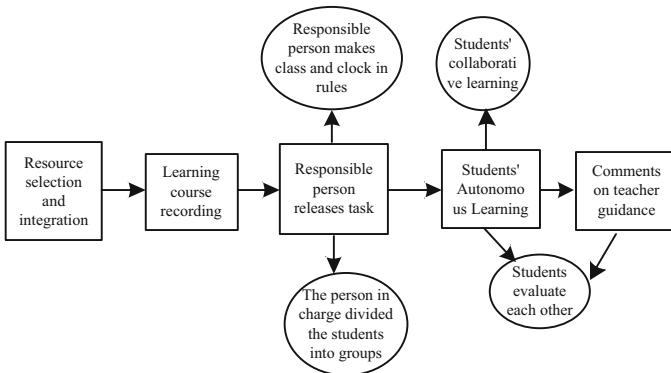 Responsible
person makes
class and clock in
rules
Students'
collaborati
ve learning
Resource
selection
and
integration
Learning
course
recording
Responsible
person
releases task
Students'
Autonomo
us Learning
Comments
on teacher
guidance
The person in
charge divided
the students
into groups
Students
evaluate
each other